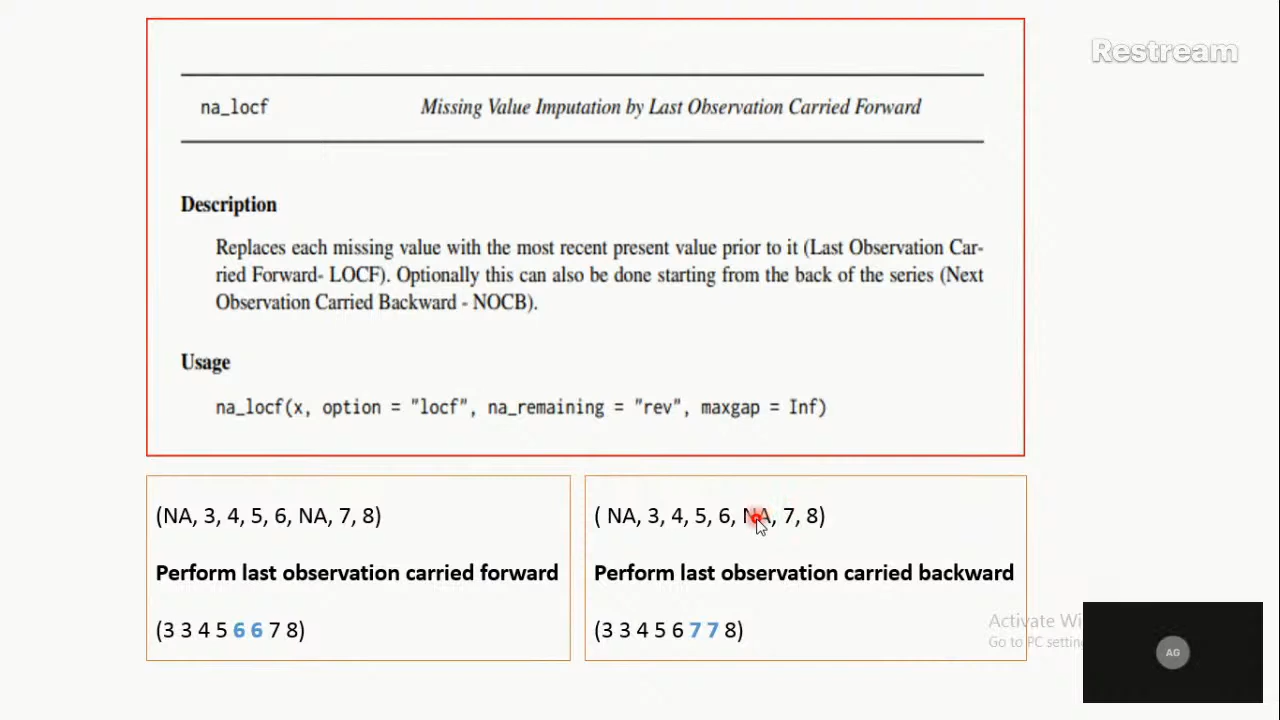 Restream
na_locf Missing Value Imputation by Last Observation Carried Forward
Description
Replaces each missing value with the most recent present value prior to it (Last Observation Car-
ried Forward- LOCF). Optionally this can also be done starting from the back of the series (Next
Observation Carried Backward - NOCB).
Usage
na_locf(x, option = "locf", na_remaining = "rev", maxgap = Inf)
(NA, 3, 4, 5, 6, NA, 7, 8)
Perform last observation carried forward
(3 3 4 5 6 6 7 8)
( NA, 3, 4, 5, 6, NA, 7, 8)
Perform last observation carried backward
(3 3 4 5 6 7 7 8)
Activate Wi
Go to PC settin
AG